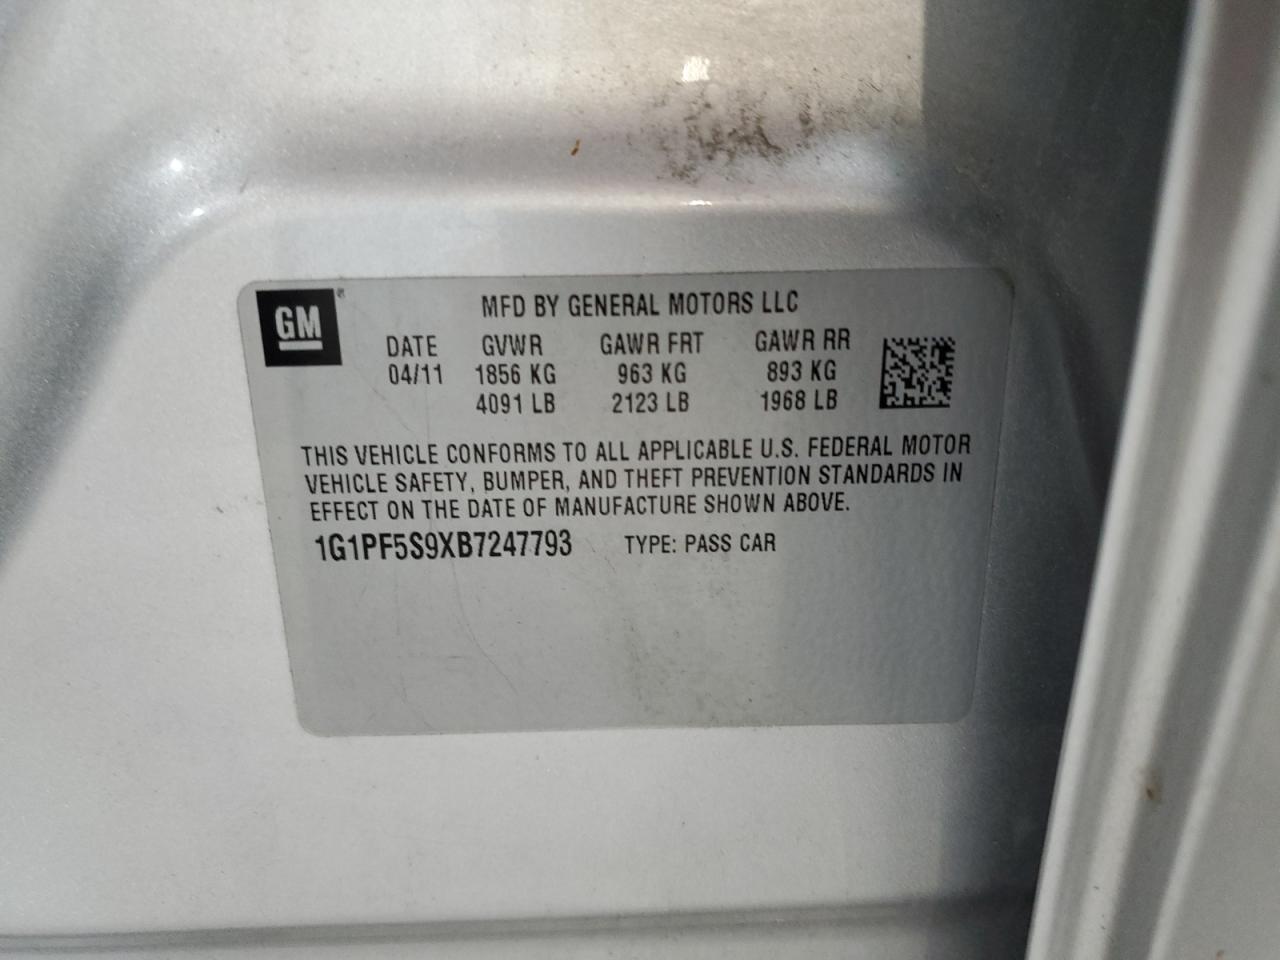 GM®
MFD BY GENERAL MOTORS LLC
DATE GVWR GAWR FRT GAWR RR
04/11 1856 KG 963 KG 893 KG
4091 LB 2123 LB 1968 LB
THIS VEHICLE CONFORMS TO ALL APPLICABLE U.S. FEDERAL MOTOR
VEHICLE SAFETY, BUMPER, AND THEFT PREVENTION STANDARDS IN
EFFECT ON THE DATE OF MANUFACTURE SHOWN ABOVE.
1G1PF5S9XB7247793 TYPE: PASS CAR